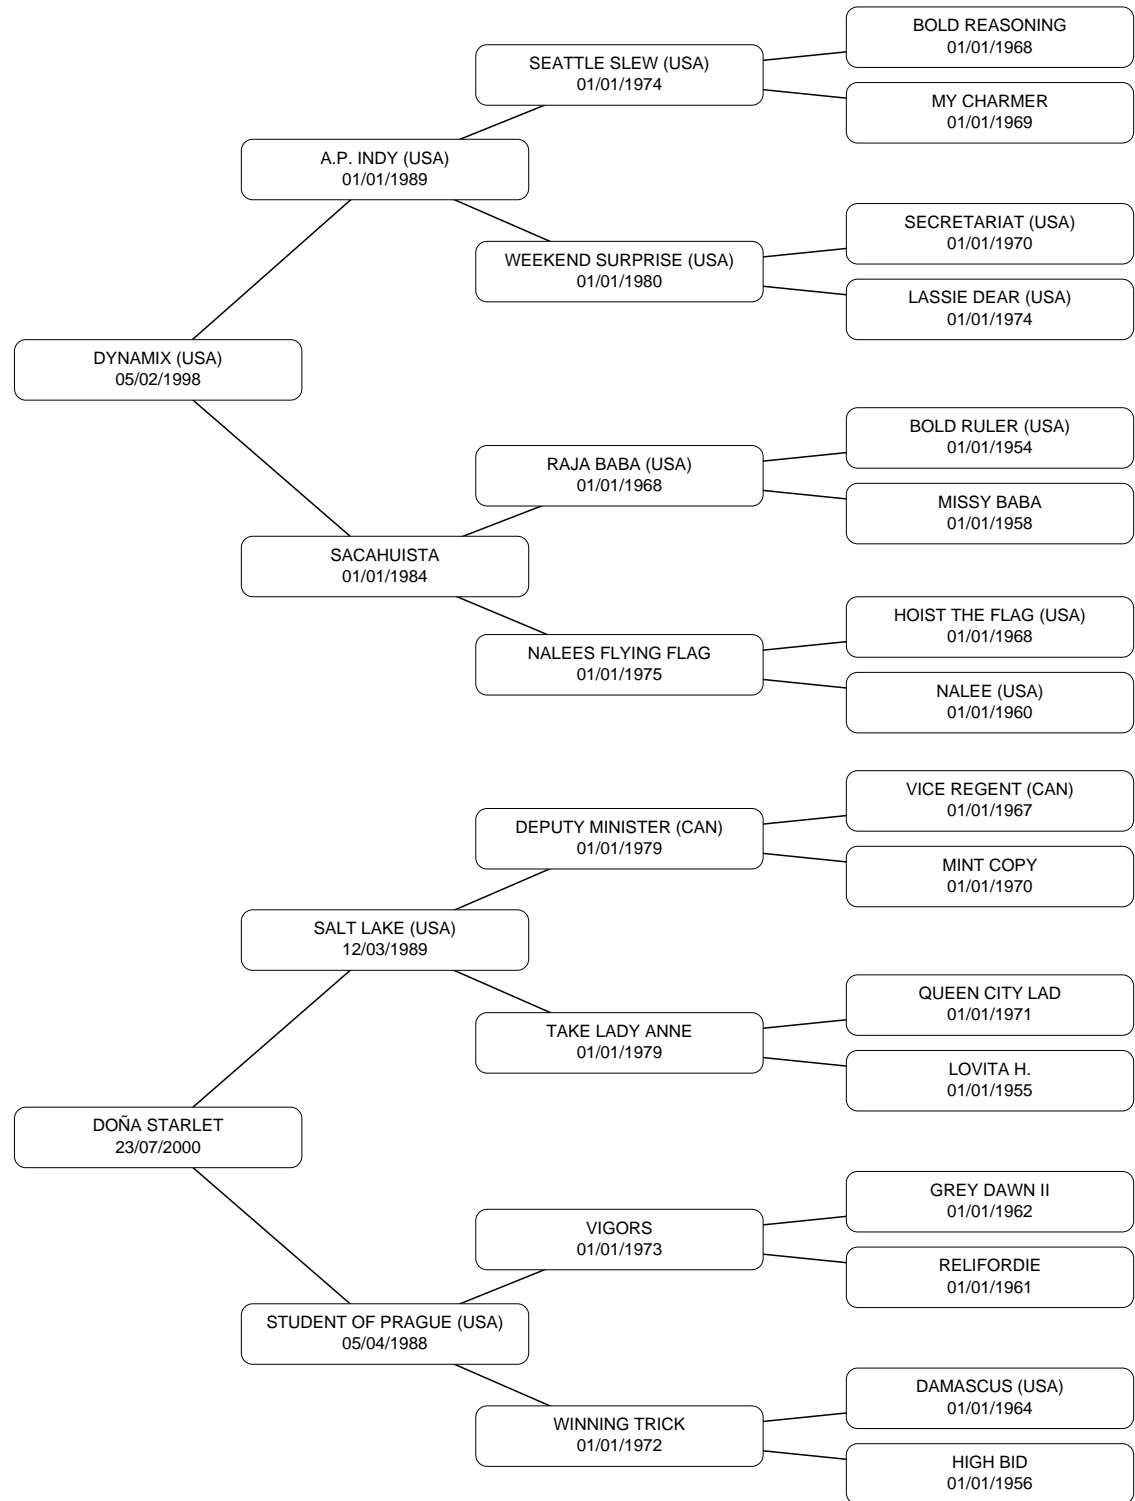 BOLD REASONING
01/01/1968
SEATTLE SLEW (USA)
01/01/1974
MY CHARMER
01/01/1969
A.P. INDY (USA)
01/01/1989
SECRETARIAT (USA)
01/01/1970
WEEKEND SURPRISE (USA)
01/01/1980
LASSIE DEAR (USA)
01/01/1974
DYNAMIX (USA)
05/02/1998
BOLD RULER (USA)
01/01/1954
RAJA BABA (USA)
01/01/1968
MISSY BABA
01/01/1958
SACAHUISTA
01/01/1984
HOIST THE FLAG (USA)
01/01/1968
NALEES FLYING FLAG
01/01/1975
NALEE (USA)
01/01/1960
VICE REGENT (CAN)
01/01/1967
DEPUTY MINISTER (CAN)
01/01/1979
MINT COPY
01/01/1970
SALT LAKE (USA)
12/03/1989
QUEEN CITY LAD
01/01/1971
TAKE LADY ANNE
01/01/1979
LOVITA H.
01/01/1955
DOÑA STARLET
23/07/2000
GREY DAWN II
01/01/1962
VIGORS
01/01/1973
RELIFORDIE
01/01/1961
STUDENT OF PRAGUE (USA)
05/04/1988
DAMASCUS (USA)
01/01/1964
WINNING TRICK
01/01/1972
HIGH BID
01/01/1956